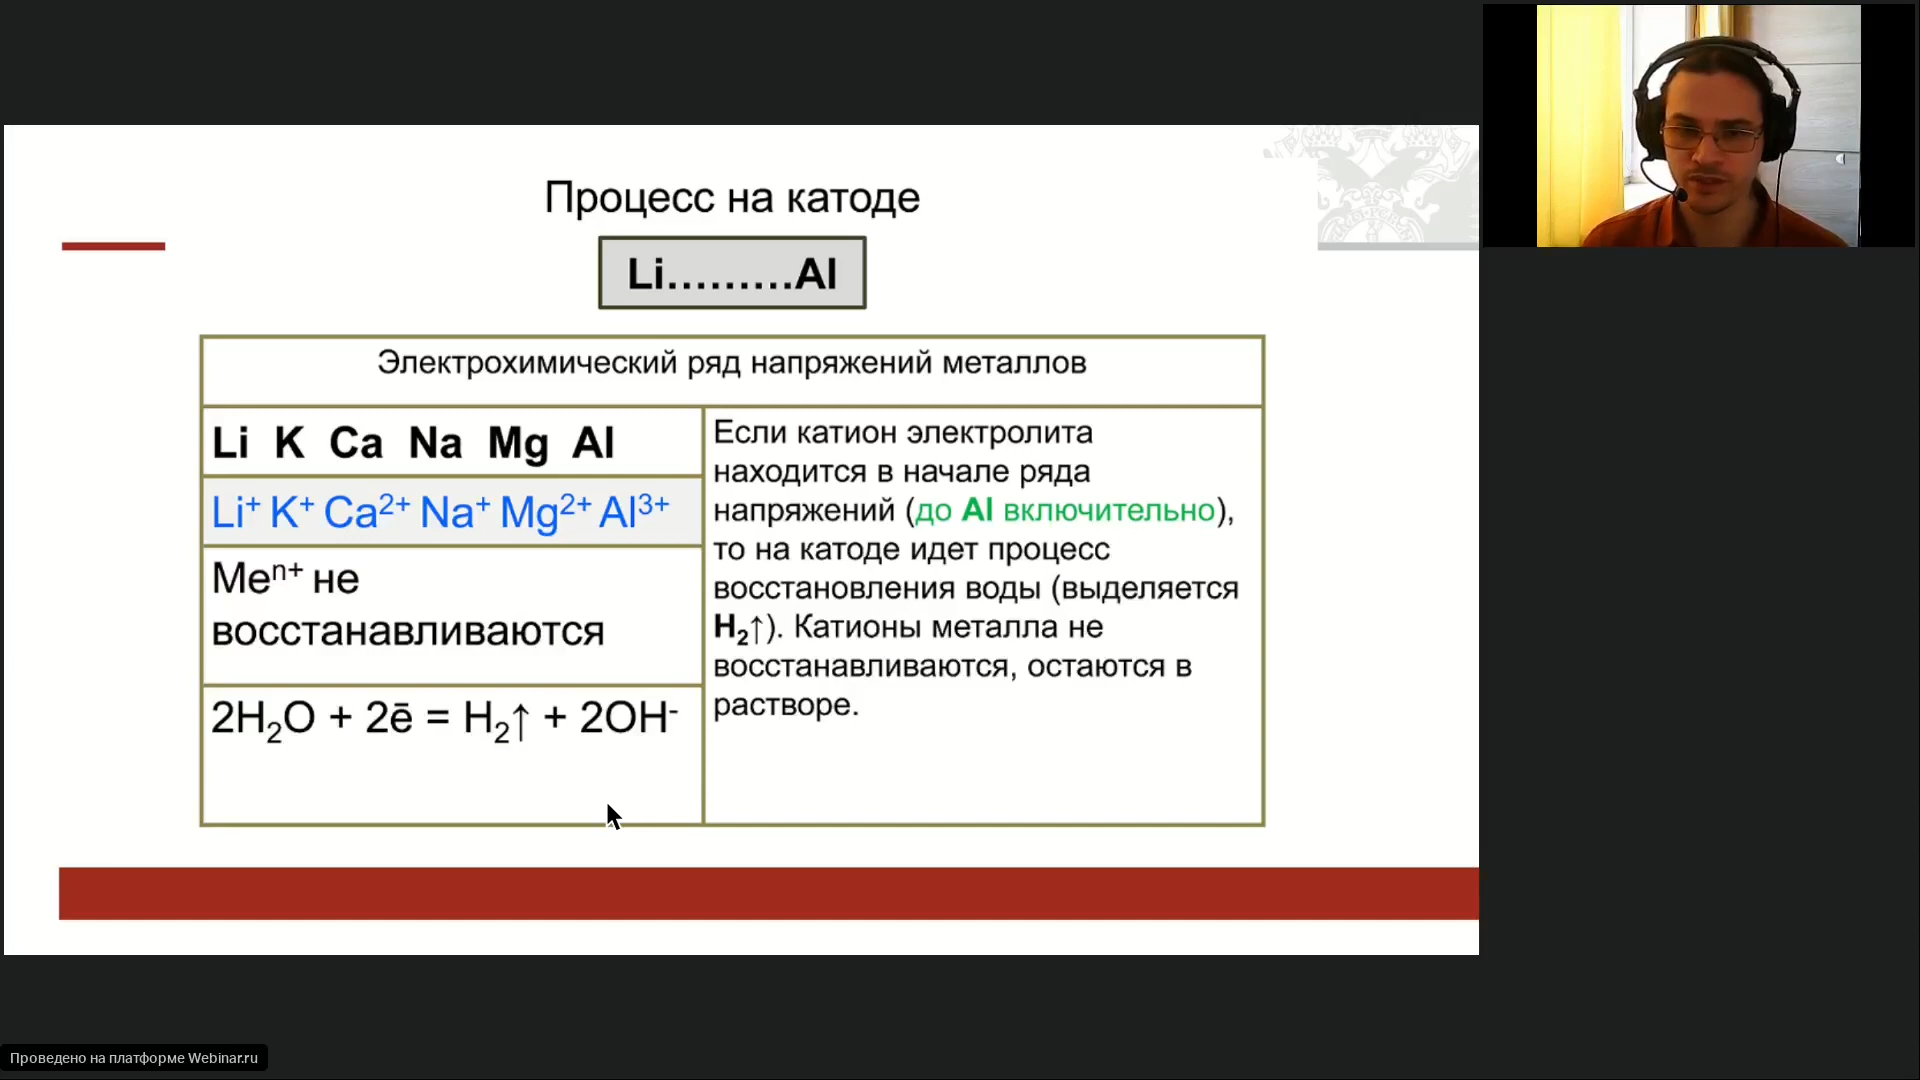 Процесс на катоде
Li.........Al
Электрохимический ряд напряжений металлов
Li K Ca Na Mg Al
Li⁺ K⁺ Ca²⁺ Na⁺ Mg²⁺ Al³⁺
Meⁿ⁺ не
восстанавливаются
2H₂O + 2ē = H₂↑ + 2OH⁻
Если катион электролита
находится в начале ряда
напряжений (до Al включительно),
то на катоде идет процесс
восстановления воды (выделяется
H₂↑). Катионы металла не
восстанавливаются, остаются в
растворе.
Проведено на платформе Webinar.ru